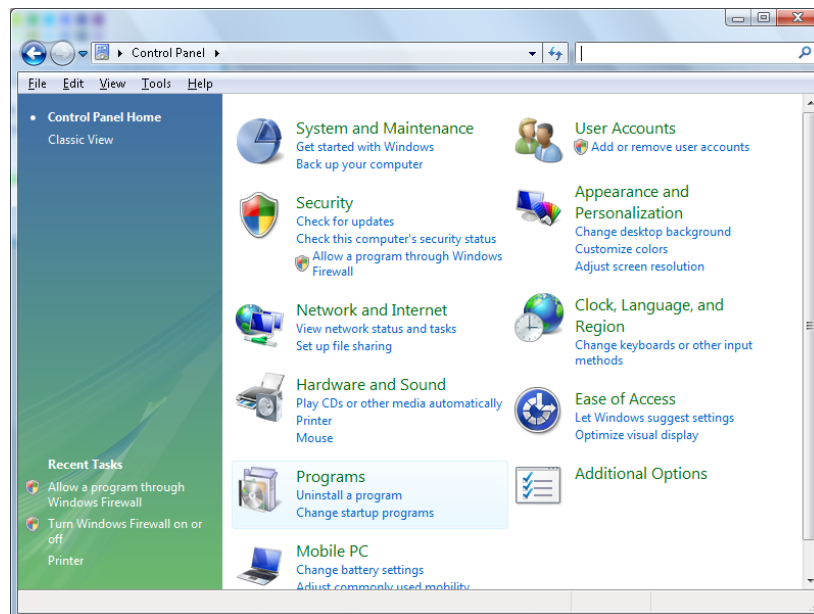 Control Panel
File Edit View Tools Help
Control Panel Home
Classic View
Recent Tasks
Allow a program through
Windows Firewall
Turn Windows Firewall on or
off
Printer
System and Maintenance
Get started with Windows
Back up your computer
Security
Check for updates
Check this computer's security status
Allow a program through Windows
Firewall
Network and Internet
View network status and tasks
Set up file sharing
Hardware and Sound
Play CDs or other media automatically
Printer
Mouse
Programs
Uninstall a program
Change startup programs
Mobile PC
Change battery settings
Adjust commonly used mobility
User Accounts
Add or remove user accounts
Appearance and
Personalization
Change desktop background
Customize colors
Adjust screen resolution
Clock, Language, and
Region
Change keyboards or other input
methods
Ease of Access
Let Windows suggest settings
Optimize visual display
Additional Options